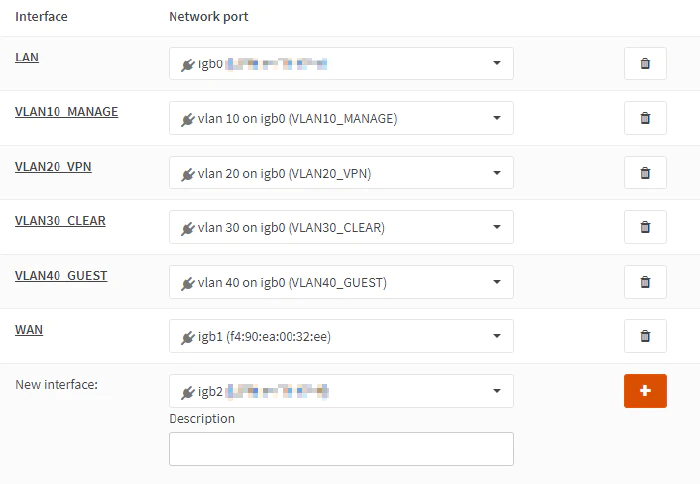 Interface Network port
LAN igb0
VLAN10_MANAGE vlan 10 on igb0 (VLAN10_MANAGE)
VLAN20_VPN vlan 20 on igb0 (VLAN20_VPN)
VLAN30_CLEAR vlan 30 on igb0 (VLAN30_CLEAR)
VLAN40_GUEST vlan 40 on igb0 (VLAN40_GUEST)
WAN igb1 (f4:90:ea:00:32:ee)
New interface: igb2
Description